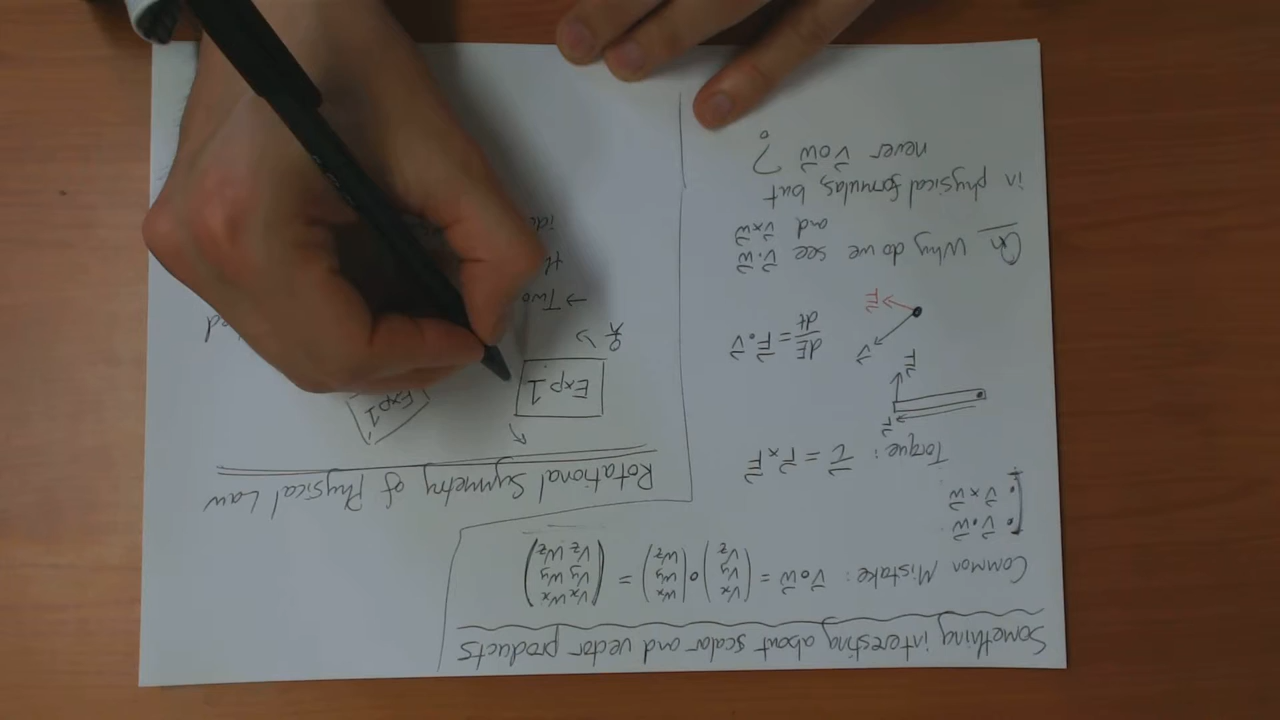 Something interesting about scalar and vector products
Common Mistake: v⃗∘w⃗ = (vx vy vz)∘(wx wy wz) = (vxwx vywy vzwz)
• v⃗·w⃗
• v⃗×w⃗
Torque: τ⃗ = r⃗×F⃗
r⃗
F⃗
v⃗
F⃗
dE/dt = F⃗·v⃗
Qn Why do we see v⃗·w⃗
and v⃗×w⃗
in physical formulas, but
never v⃗∘w⃗ ?
Rotational Symmetry of Physical Law
Exp 1
Exp 1
→ Two